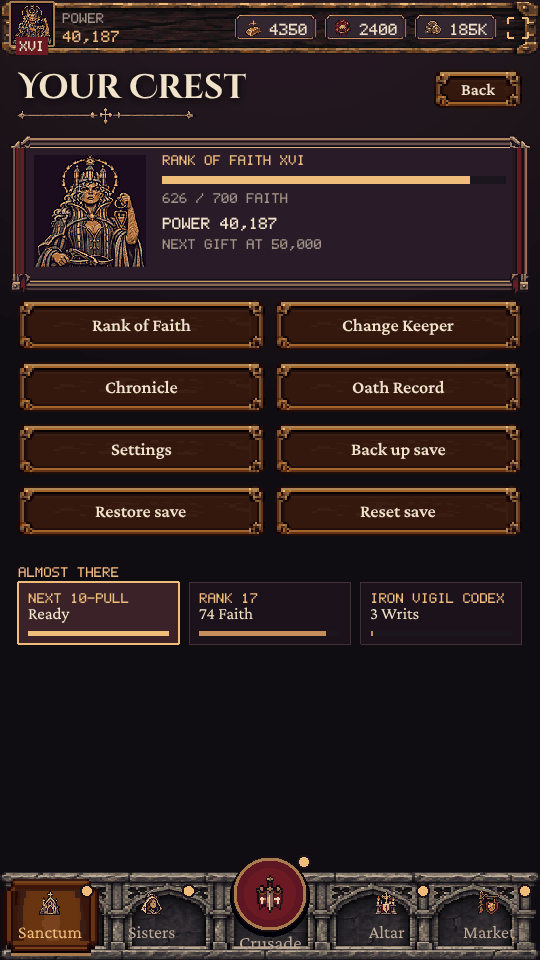 POWER
40,187
XVI
4350
2400
185K
YOUR CREST
Back
RANK OF FAITH XVI
626 / 700 FAITH
POWER 40,187
NEXT GIFT AT 50,000
Rank of Faith
Change Keeper
Chronicle
Oath Record
Settings
Back up save
Restore save
Reset save
ALMOST THERE
NEXT 10-PULL
Ready
RANK 17
74 Faith
IRON VIGIL CODEX
3 Writs
Sanctum
Sisters
Crusade
Altar
Market